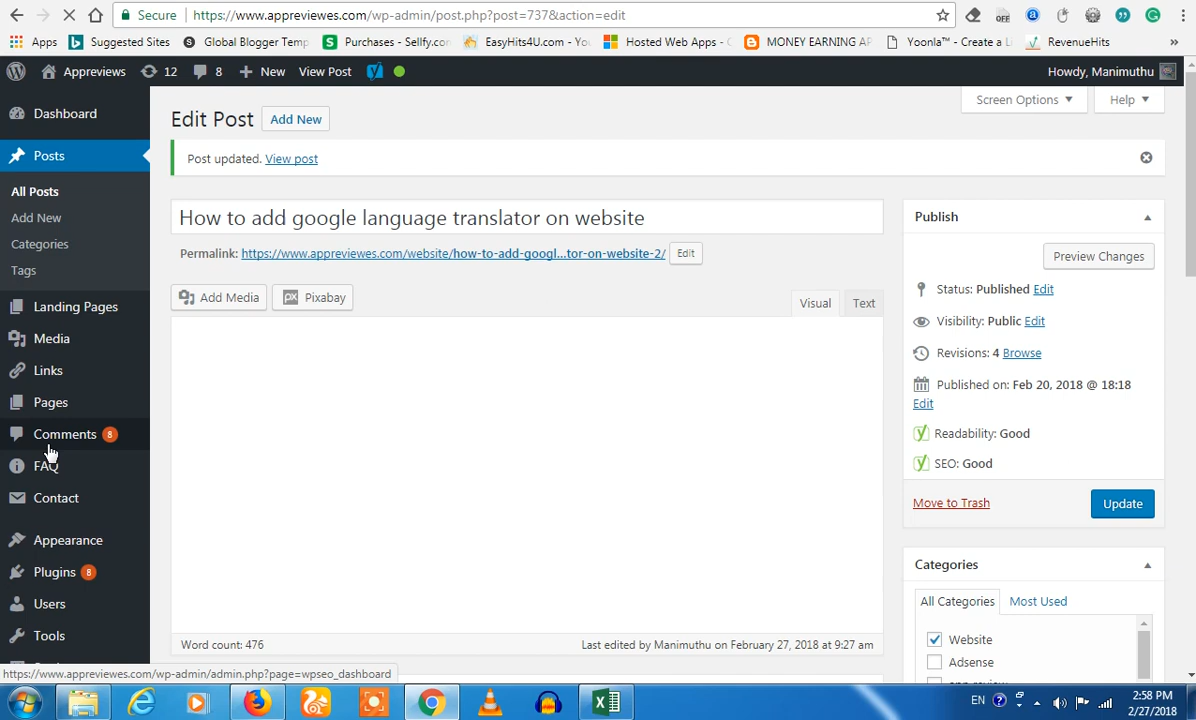 Secure
https://www.appreviewes.com/wp-admin/post.php?post=737&action=edit
OFF
Apps
Suggested Sites
Global Blogger Temp
Purchases - Sellfy.co
EasyHits4U.com - Yo
Hosted Web Apps -
MONEY EARNING AP
Yoonla™ - Create a L
RevenueHits
»
Appreviews
12
8
New
View Post
Howdy, Manimuthu
Dashboard
Posts
All Posts
Add New
Categories
Tags
Landing Pages
Media
Links
Pages
Comments 8
FAQ
Contact
Appearance
Plugins 8
Users
Tools
Screen Options
Help
Edit Post
Add New
Post updated. View post
How to add google language translator on website
Permalink: https://www.appreviewes.com/website/how-to-add-googl...tor-on-website-2/
Edit
Add Media
Pixabay
Visual
Text
Word count: 476
Last edited by Manimuthu on February 27, 2018 at 9:27 am
Publish
Preview Changes
Status: Published Edit
Visibility: Public Edit
Revisions: 4 Browse
Published on: Feb 20, 2018 @ 18:18
Edit
Readability: Good
SEO: Good
Move to Trash
Update
Categories
All Categories
Most Used
Website
Adsense
https://www.appreviewes.com/wp-admin/admin.php?page=wpseo_dashboard
EN
2:58 PM
2/27/2018